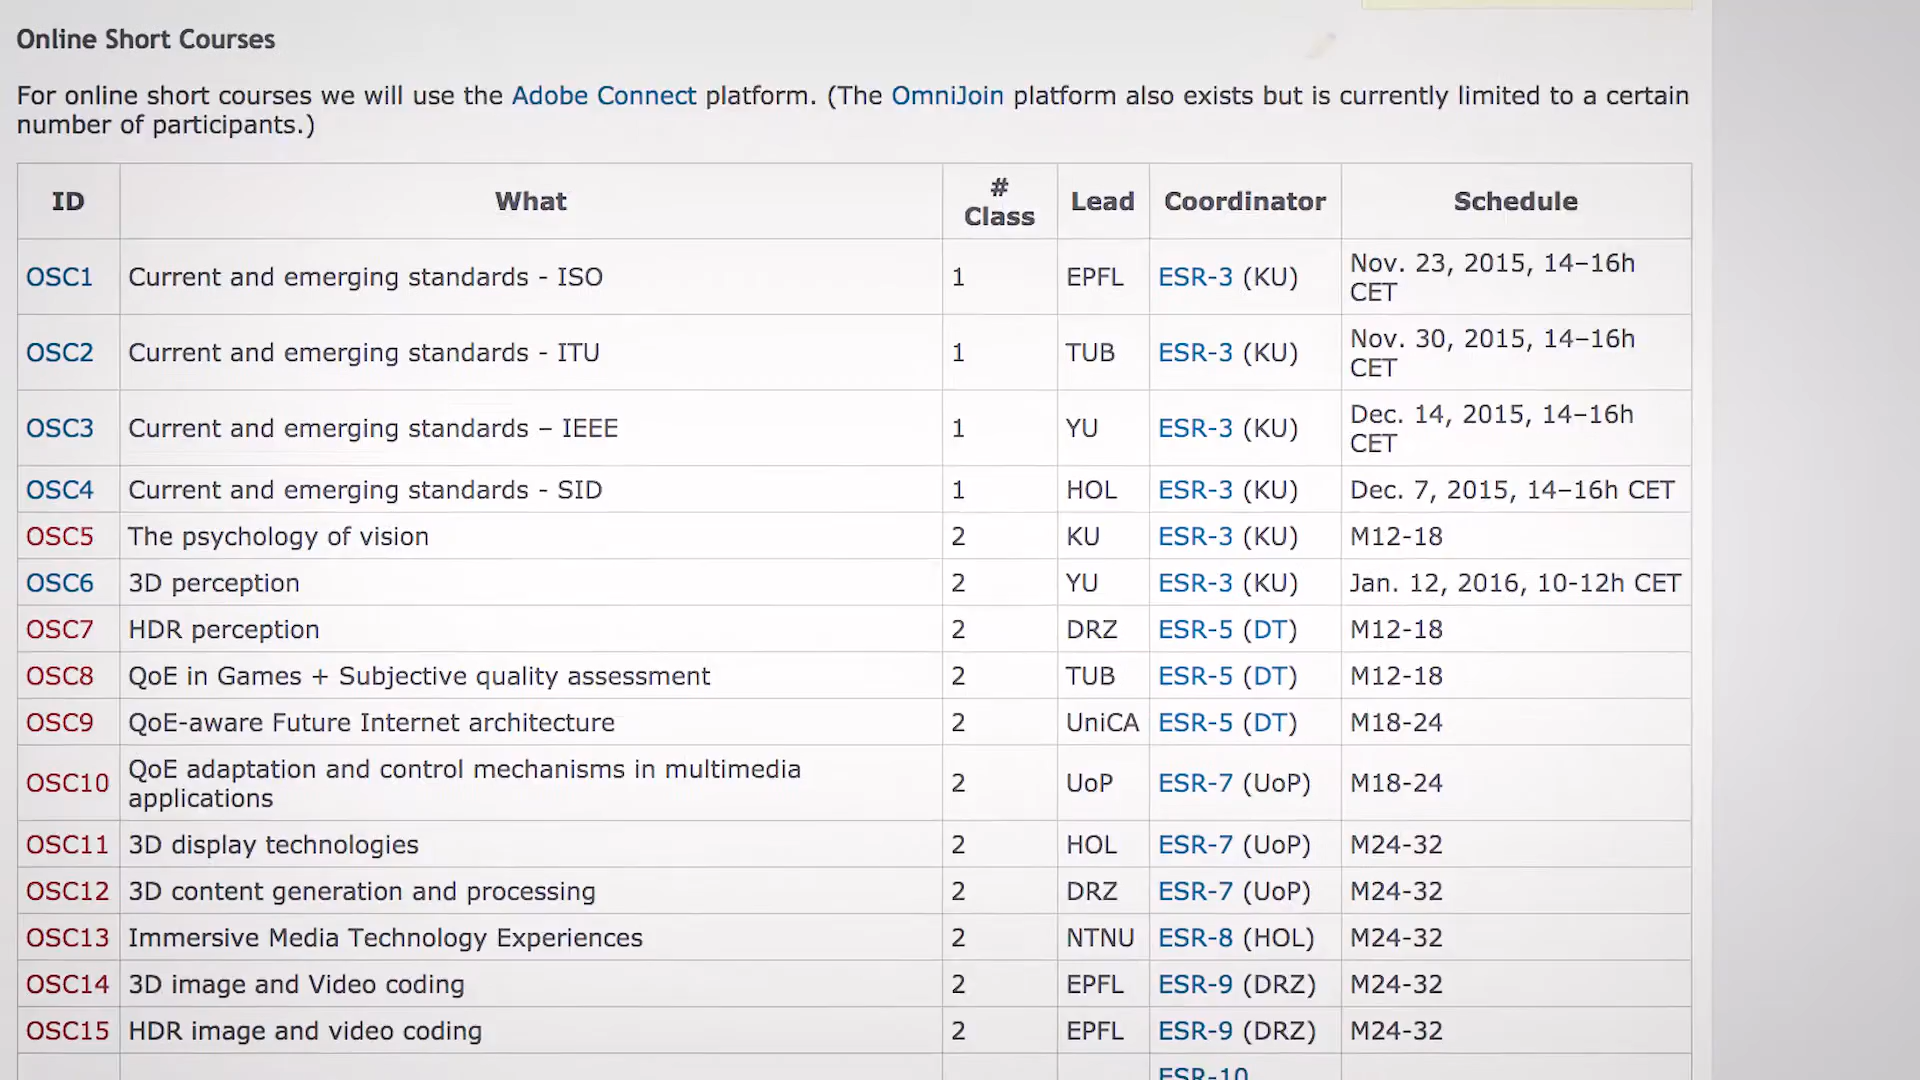 Online Short Courses
For online short courses we will use the Adobe Connect platform. (The OmniJoin platform also exists but is currently limited to a certain
number of participants.)
ID What # Class Lead Coordinator Schedule
OSC1 Current and emerging standards - ISO 1 EPFL ESR-3 (KU) Nov. 23, 2015, 14–16h CET
OSC2 Current and emerging standards - ITU 1 TUB ESR-3 (KU) Nov. 30, 2015, 14–16h CET
OSC3 Current and emerging standards – IEEE 1 YU ESR-3 (KU) Dec. 14, 2015, 14–16h CET
OSC4 Current and emerging standards - SID 1 HOL ESR-3 (KU) Dec. 7, 2015, 14–16h CET
OSC5 The psychology of vision 2 KU ESR-3 (KU) M12-18
OSC6 3D perception 2 YU ESR-3 (KU) Jan. 12, 2016, 10-12h CET
OSC7 HDR perception 2 DRZ ESR-5 (DT) M12-18
OSC8 QoE in Games + Subjective quality assessment 2 TUB ESR-5 (DT) M12-18
OSC9 QoE-aware Future Internet architecture 2 UniCA ESR-5 (DT) M18-24
OSC10 QoE adaptation and control mechanisms in multimedia applications 2 UoP ESR-7 (UoP) M18-24
OSC11 3D display technologies 2 HOL ESR-7 (UoP) M24-32
OSC12 3D content generation and processing 2 DRZ ESR-7 (UoP) M24-32
OSC13 Immersive Media Technology Experiences 2 NTNU ESR-8 (HOL) M24-32
OSC14 3D image and Video coding 2 EPFL ESR-9 (DRZ) M24-32
OSC15 HDR image and video coding 2 EPFL ESR-9 (DRZ) M24-32
ESR-10